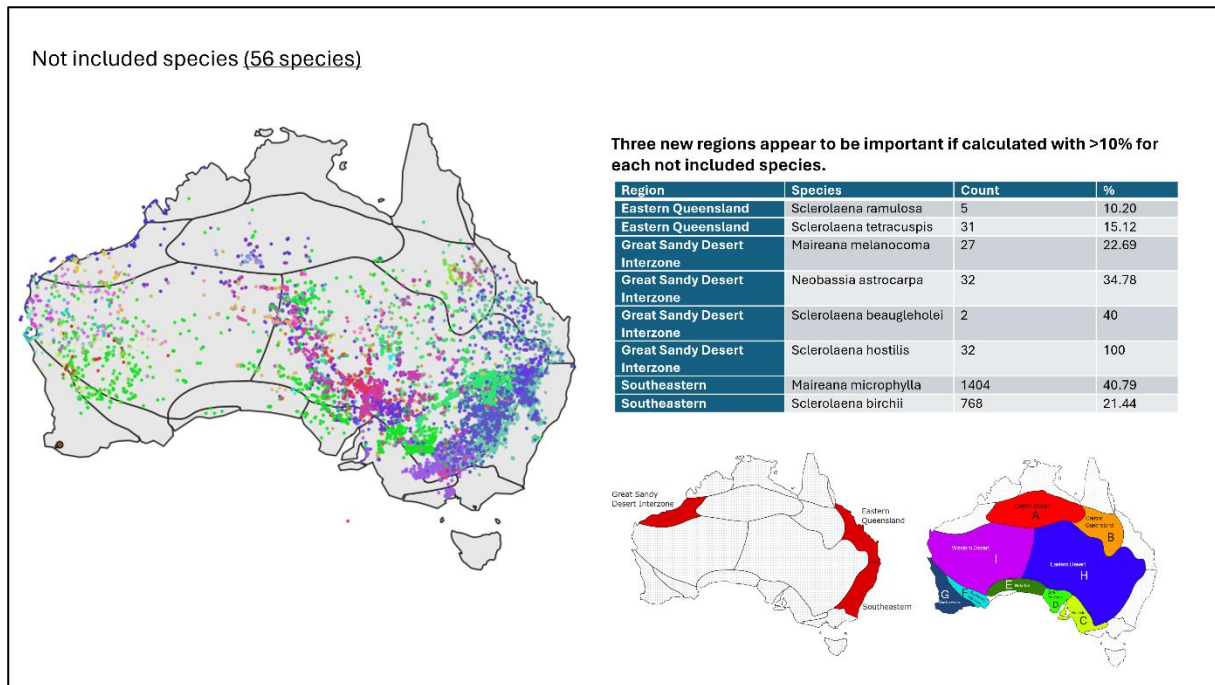 Not included species (56 species)
Three new regions appear to be important if calculated with >10% for
each not included species.
Region Species Count %
Eastern Queensland Sclerolaena ramulosa 5 10.20
Eastern Queensland Sclerolaena tetracuspis 31 15.12
Great Sandy Desert Maireana melanocoma 27 22.69
Interzone
Great Sandy Desert Neobassia astrocarpa 32 34.78
Interzone
Great Sandy Desert Sclerolaena beaugleholei 2 40
Interzone
Great Sandy Desert Sclerolaena hostilis 32 100
Interzone
Southeastern Maireana microphylla 1404 40.79
Southeastern Sclerolaena birchii 768 21.44
Great Sandy
Desert Interzone
Eastern
Queensland
Southeastern
Central Desert
A
Central
Queensland
B
Western Desert
I
Eastern Desert
H
E
G
F
D
C